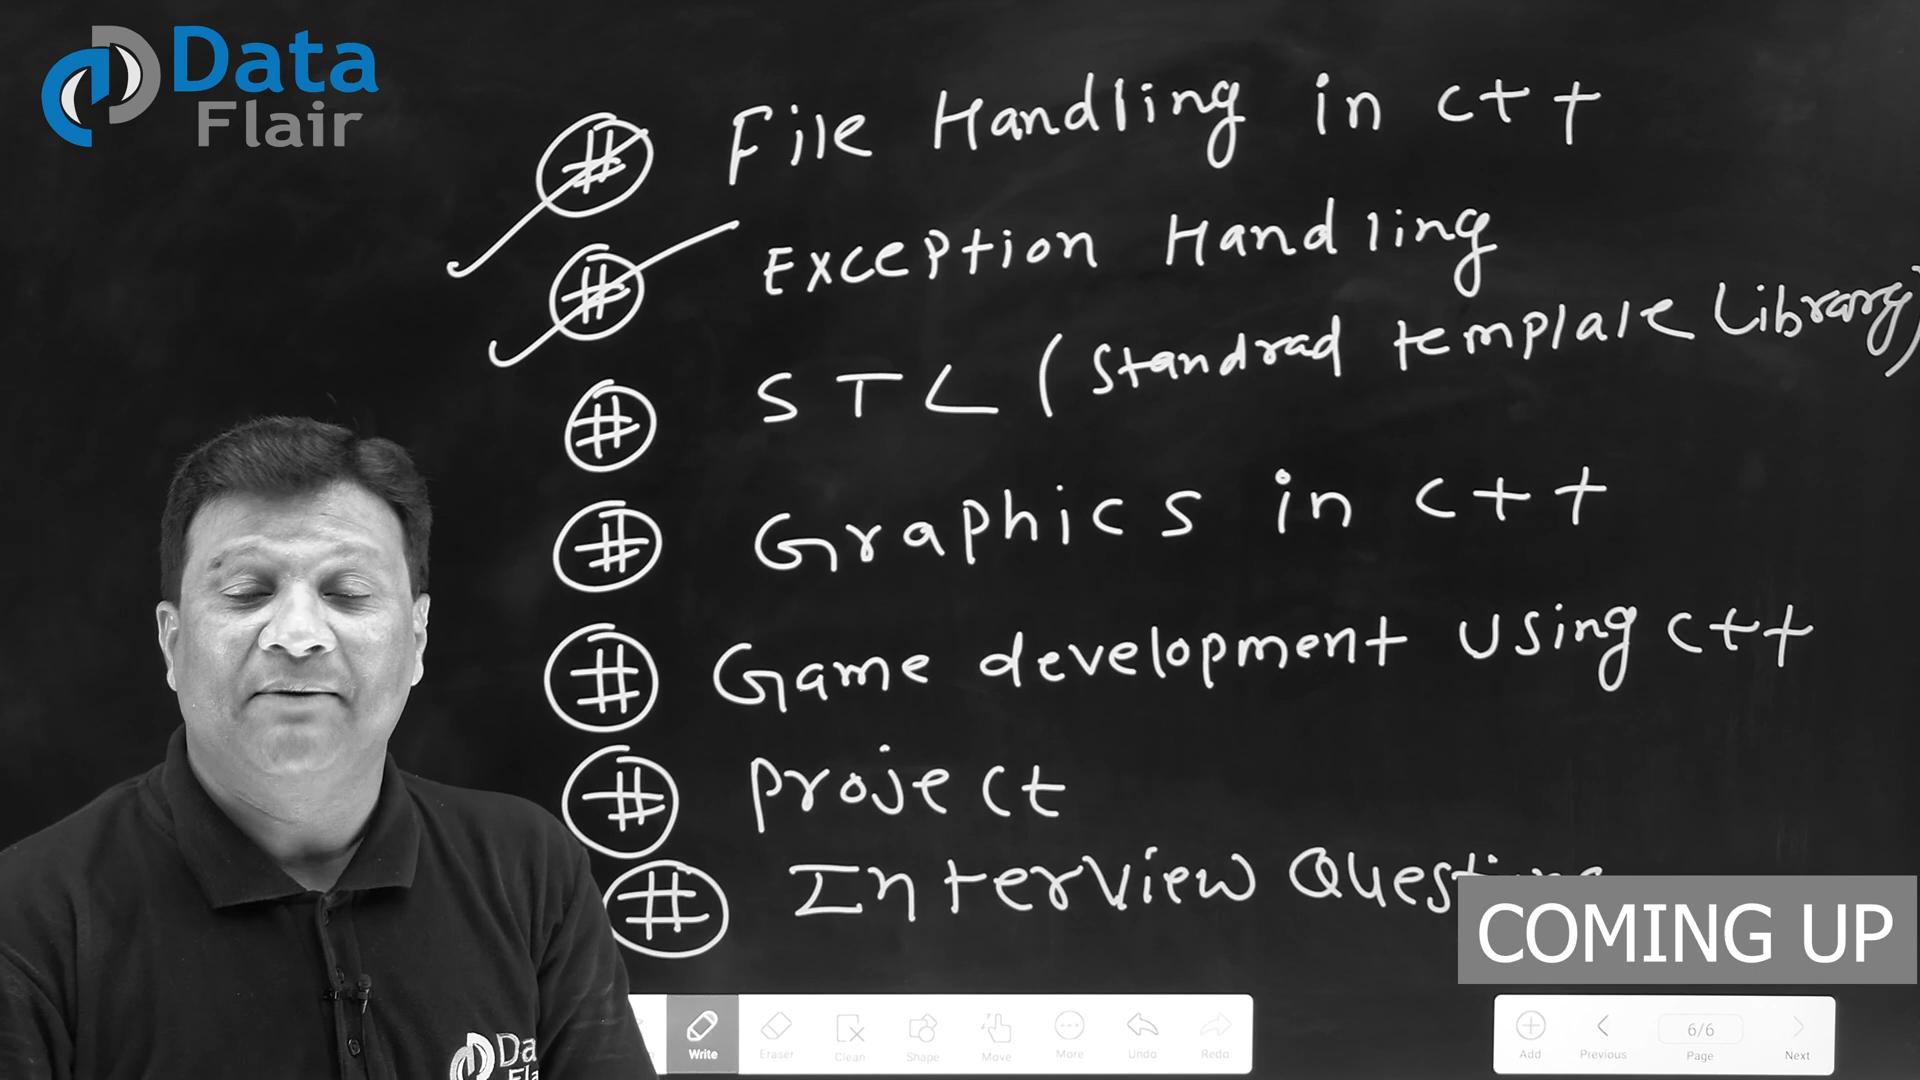 Data
Flair
# File Handling in c++
# Exception Handling
# STL (Standrad template Library)
# Graphics in c++
# Game development using c++
# Project
# Interview
COMING UP
Write
Eraser
Clean
Shape
Move
More
Undo
Redo
Add
Previous
6/6
Page
Next